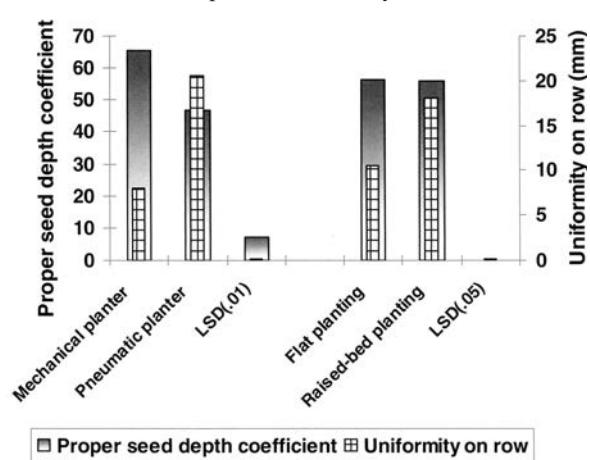 Proper seed depth coefficient
70
60
50
40
30
20
10
0
25
20
15
10
5
0
Uniformity on row (mm)
Mechanical planter
Pneumatic planter
LSD(.01)
Flat planting
Raised-bed planting
LSD(.05)
Proper seed depth coefficient Uniformity on row